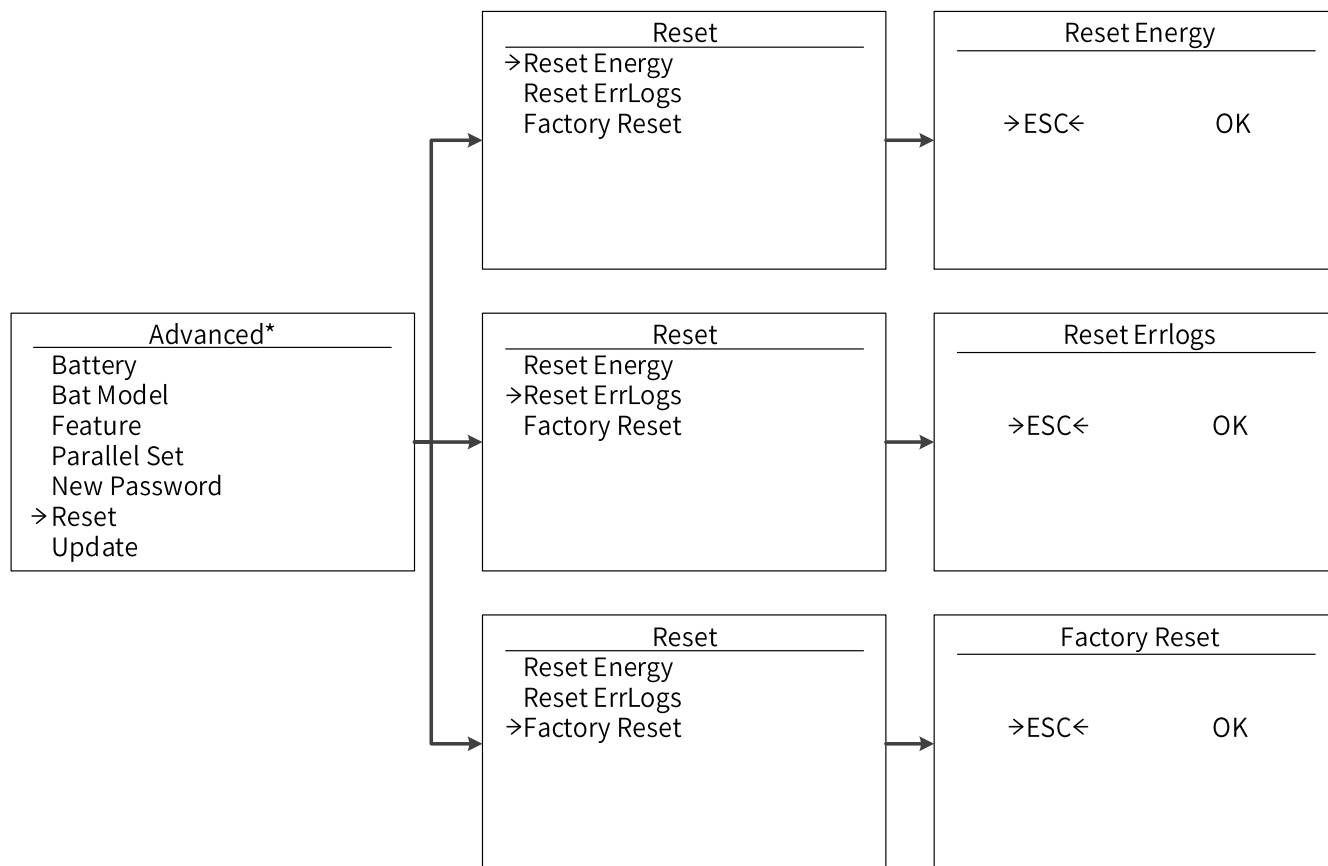 Reset
→Reset Energy
Reset ErrLogs
Factory Reset
Reset Energy
→ESC← OK
Advanced*
Battery
Bat Model
Feature
Parallel Set
New Password
→Reset
Update
Reset
Reset Energy
→Reset ErrLogs
Factory Reset
Reset Errlogs
→ESC← OK
Reset
Reset Energy
Reset ErrLogs
→Factory Reset
Factory Reset
→ESC← OK